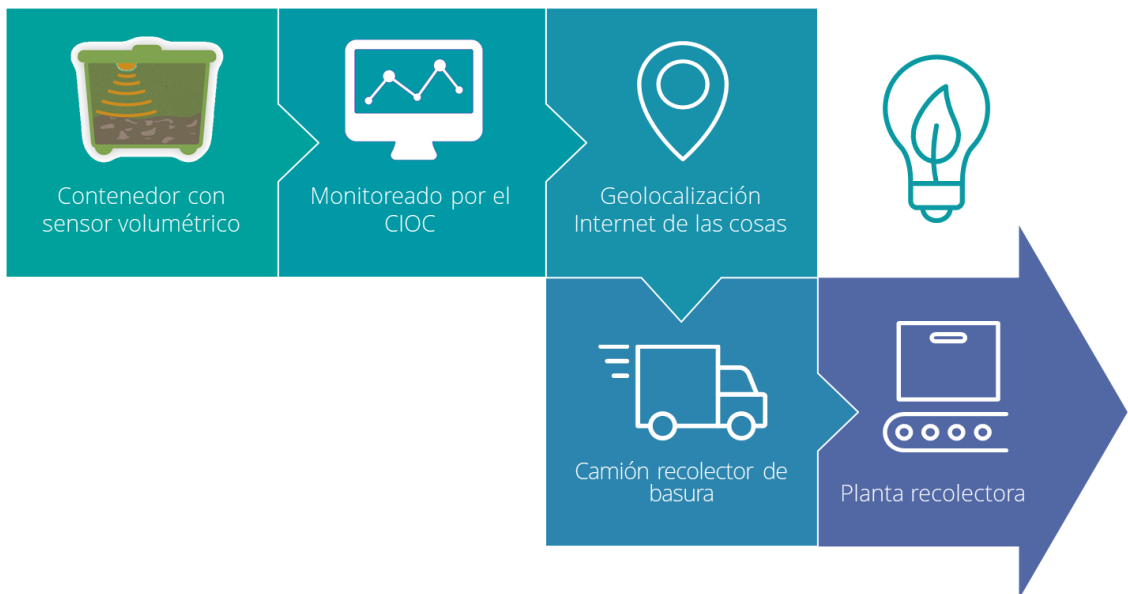 Contenedor con
sensor volumétrico
Monitoreado por el
CIOC
Geolocalización
Internet de las cosas
Camión recolector de
basura
Planta recolectora